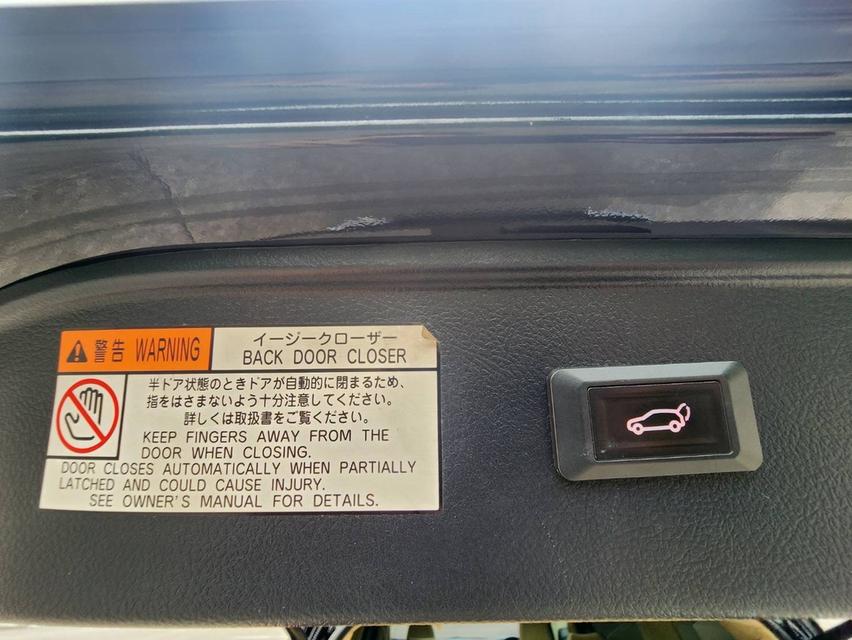 警告 WARNING
イージークローザー
BACK DOOR CLOSER
半ドア状態のときドアが自動的に閉まるため、
指をはさまないよう十分注意してください。
詳しくは取扱書をご覧ください。
KEEP FINGERS AWAY FROM THE
DOOR WHEN CLOSING.
DOOR CLOSES AUTOMATICALLY WHEN PARTIALLY
LATCHED AND COULD CAUSE INJURY.
SEE OWNER'S MANUAL FOR DETAILS.